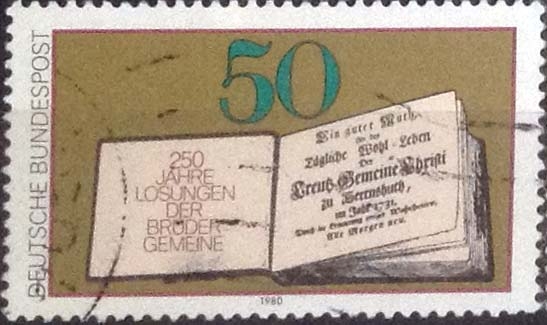 DEUTSCHE BUNDESPOST
50
250
JAHRE
LOSUNGEN
DER
BRÜDER-
GEMEINE
Ein guter Muth,
Tägliche Wohl-Leben
Der
Creutz-Gemeine Christi
zu Herrnhuth,
im Jahr 1731.
Alle Morgen neu.
1980